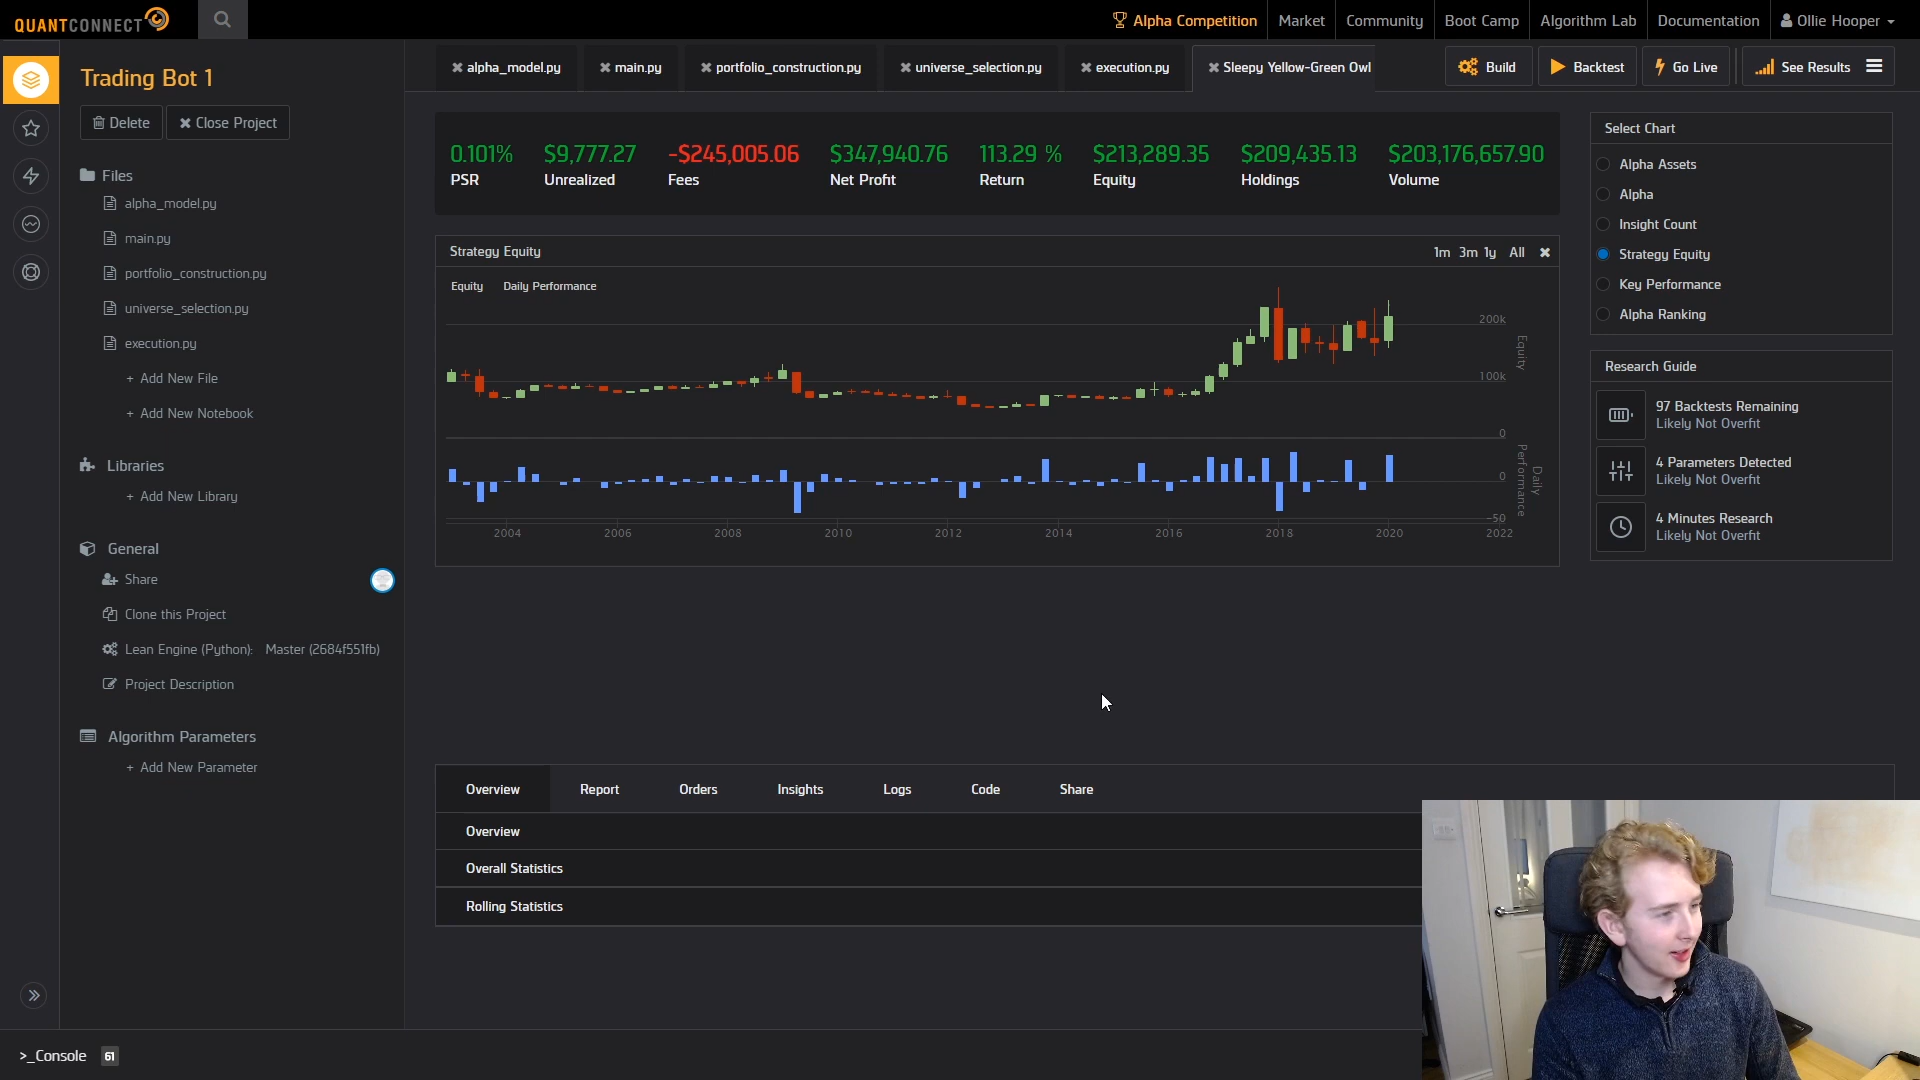 QUANTCONNECT
Alpha Competition
Market
Community
Boot Camp
Algorithm Lab
Documentation
Ollie Hooper
Trading Bot 1
Delete
Close Project
Files
alpha_model.py
main.py
portfolio_construction.py
universe_selection.py
execution.py
+ Add New File
+ Add New Notebook
Libraries
+ Add New Library
General
Share
Clone this Project
Lean Engine (Python): Master (2684f551fb)
Project Description
Algorithm Parameters
+ Add New Parameter
>_Console 61
alpha_model.py
main.py
portfolio_construction.py
universe_selection.py
execution.py
Sleepy Yellow-Green Owl
Build
Backtest
Go Live
See Results
0.101% $9,777.27 -$245,005.06 $347,940.76 113.29 % $213,289.35 $209,435.13 $203,176,657.90
PSR Unrealized Fees Net Profit Return Equity Holdings Volume
Strategy Equity
1m 3m 1y All
Equity Daily Performance
200k
100k
0
Equity
0
-50
Daily
Performance
2004 2006 2008 2010 2012 2014 2016 2018 2020 2022
Select Chart
Alpha Assets
Alpha
Insight Count
Strategy Equity
Key Performance
Alpha Ranking
Research Guide
97 Backtests Remaining
Likely Not Overfit
4 Parameters Detected
Likely Not Overfit
4 Minutes Research
Likely Not Overfit
Overview Report Orders Insights Logs Code Share
Overview
Overall Statistics
Rolling Statistics